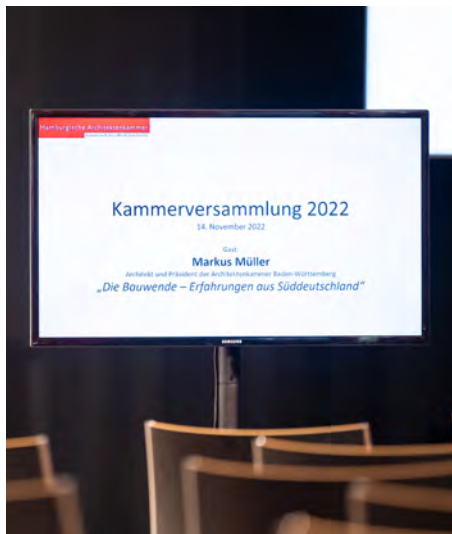 Hamburgische Architektenkammer
Kammerversammlung 2022
14. November 2022
Gast:
Markus Müller
Architekt und Präsident der Architektenkammer Baden-Württemberg
„Die Bauwende – Erfahrungen aus Süddeutschland“
SAMSUNG